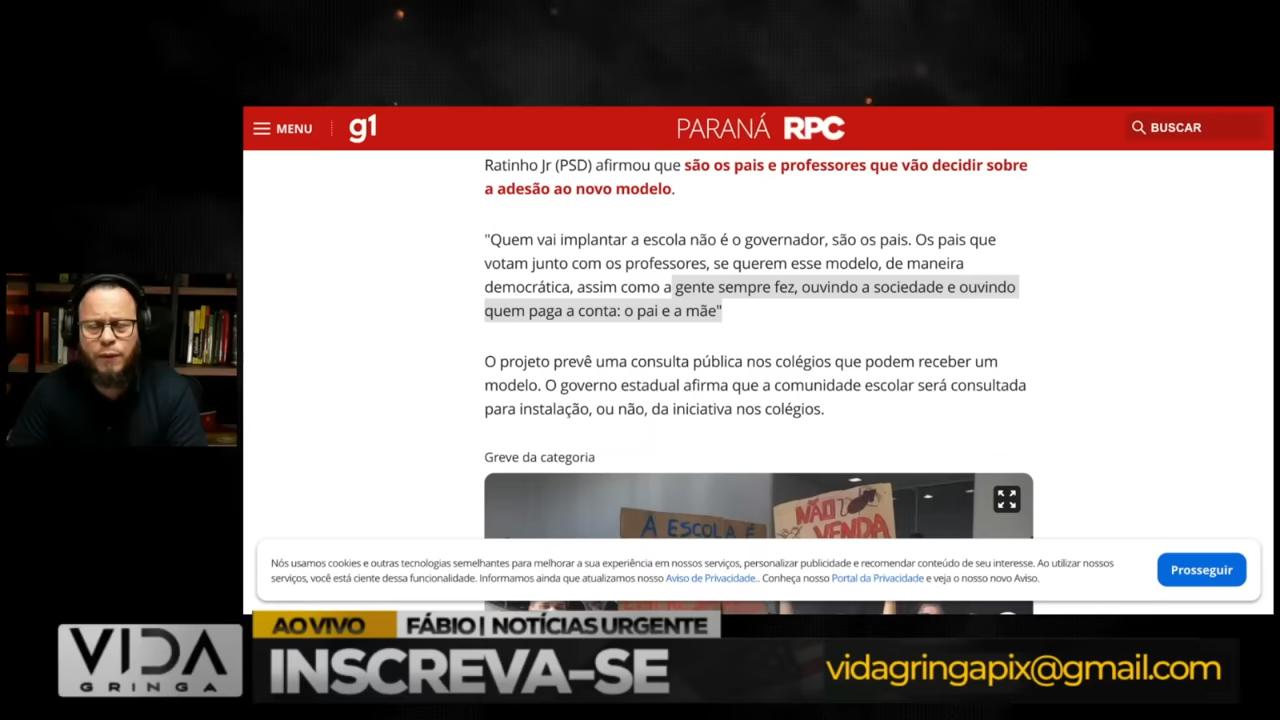 MENU
g1
PARANÁ RPC
BUSCAR
Ratinho Jr (PSD) afirmou que são os pais e professores que vão decidir sobre
a adesão ao novo modelo.
"Quem vai implantar a escola não é o governador, são os pais. Os pais que
votam junto com os professores, se querem esse modelo, de maneira
democrática, assim como a gente sempre fez, ouvindo a sociedade e ouvindo
quem paga a conta: o pai e a mãe"
O projeto prevê uma consulta pública nos colégios que podem receber um
modelo. O governo estadual afirma que a comunidade escolar será consultada
para instalação, ou não, da iniciativa nos colégios.
Greve da categoria
A ESCOLA É
NÃO
VENDA
Nós usamos cookies e outras tecnologias semelhantes para melhorar a sua experiência em nossos serviços, personalizar publicidade e recomendar conteúdo de seu interesse. Ao utilizar nossos
serviços, você está ciente dessa funcionalidade. Informamos ainda que atualizamos nosso Aviso de Privacidade.. Conheça nosso Portal da Privacidade e veja o nosso novo Aviso.
Prosseguir
AO VIVO
FÁBIO | NOTÍCIAS URGENTE
VIDA
GRINGA
INSCREVA-SE
vidagringapix@gmail.com